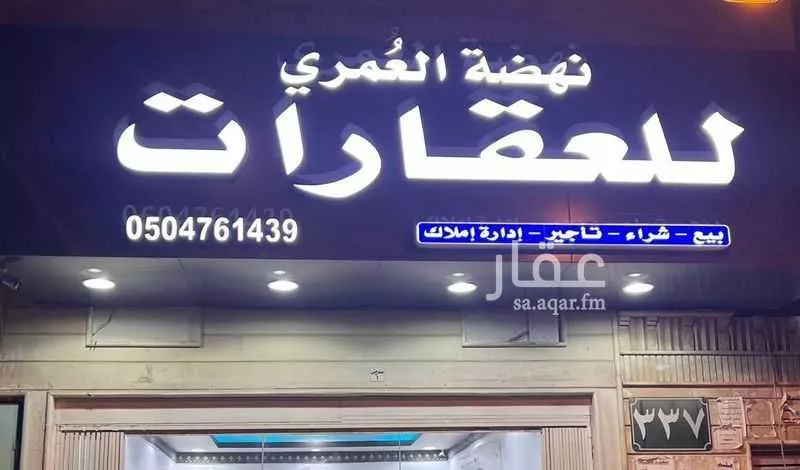 نهضة العُمري
للعقارات
بيع - شراء - تاجير - إدارة إملاك
0504761439
عقار
sa.aqar.fm
٣٣٧